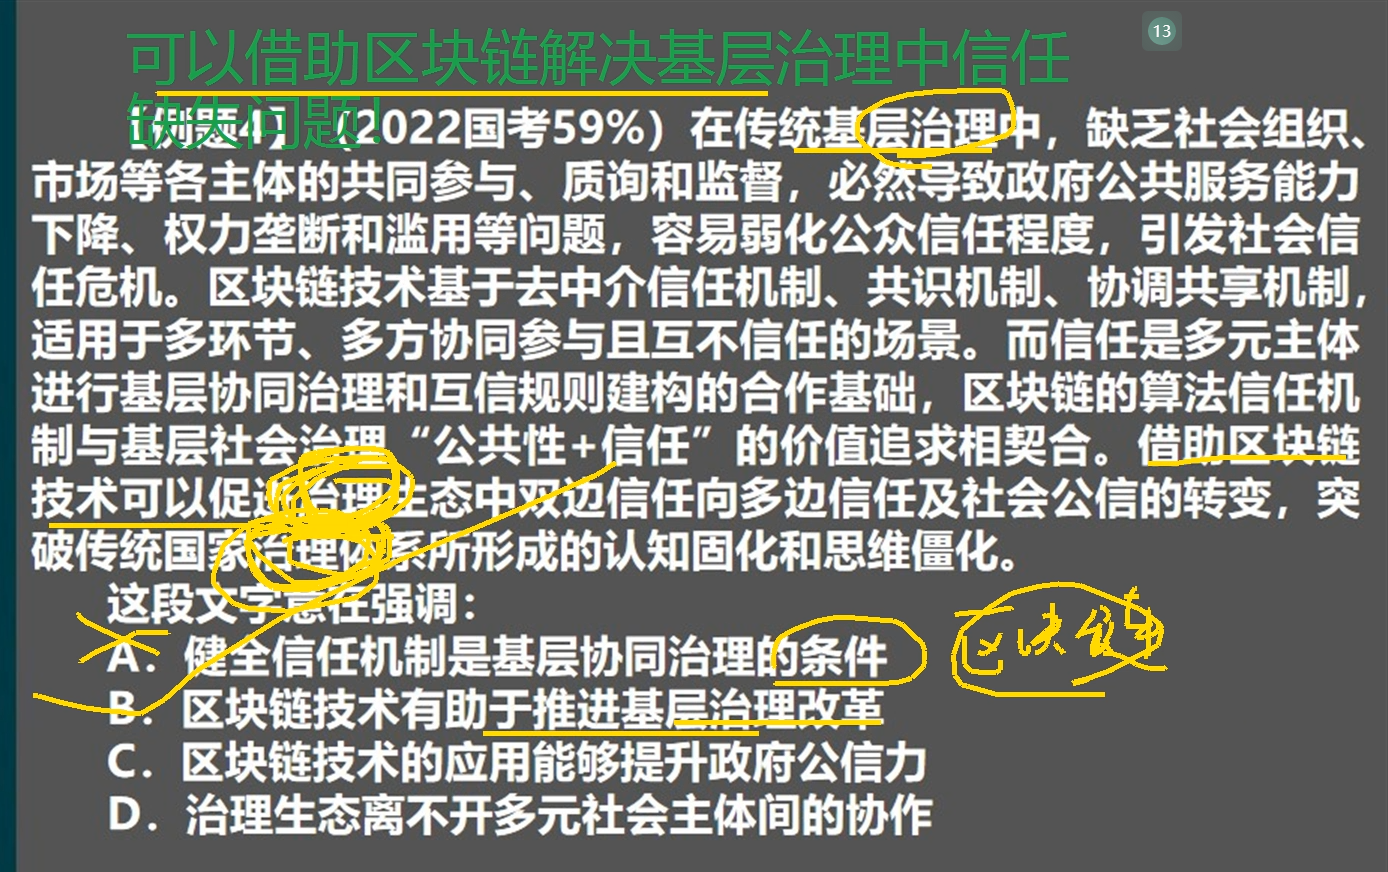 可以借助区块链解决基层治理中信任
13
缺失问题！
【例题4】（2022国考59%）在传统基层治理中，缺乏社会组织、
市场等各主体的共同参与、质询和监督，必然导致政府公共服务能力
下降、权力垄断和滥用等问题，容易弱化公众信任程度，引发社会信
任危机。区块链技术基于去中介信任机制、共识机制、协调共享机制，
适用于多环节、多方协同参与且互不信任的场景。而信任是多元主体
进行基层协同治理和互信规则建构的合作基础，区块链的算法信任机
制与基层社会治理“公共性+信任”的价值追求相契合。借助区块链
技术可以促进治理生态中双边信任向多边信任及社会公信的转变，突
破传统国家治理体系所形成的认知固化和思维僵化。
这段文字意在强调：
A．健全信任机制是基层协同治理的条件
区块链
B．区块链技术有助于推进基层治理改革
C．区块链技术的应用能够提升政府公信力
D．治理生态离不开多元社会主体间的协作